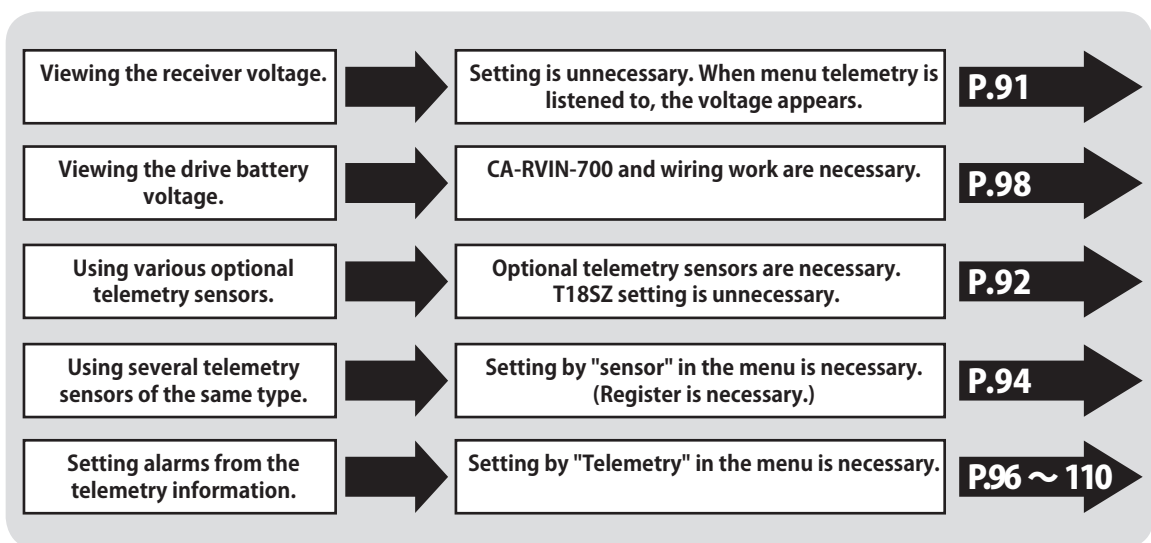 Viewing the receiver voltage.
Setting is unnecessary. When menu telemetry is
listened to, the voltage appears.
P.91
Viewing the drive battery
voltage.
CA-RVIN-700 and wiring work are necessary.
P.98
Using various optional
telemetry sensors.
Optional telemetry sensors are necessary.
T18SZ setting is unnecessary.
P.92
Using several telemetry
sensors of the same type.
Setting by "sensor" in the menu is necessary.
(Register is necessary.)
P.94
Setting alarms from the
telemetry information.
Setting by "Telemetry" in the menu is necessary.
P.96 ～ 110